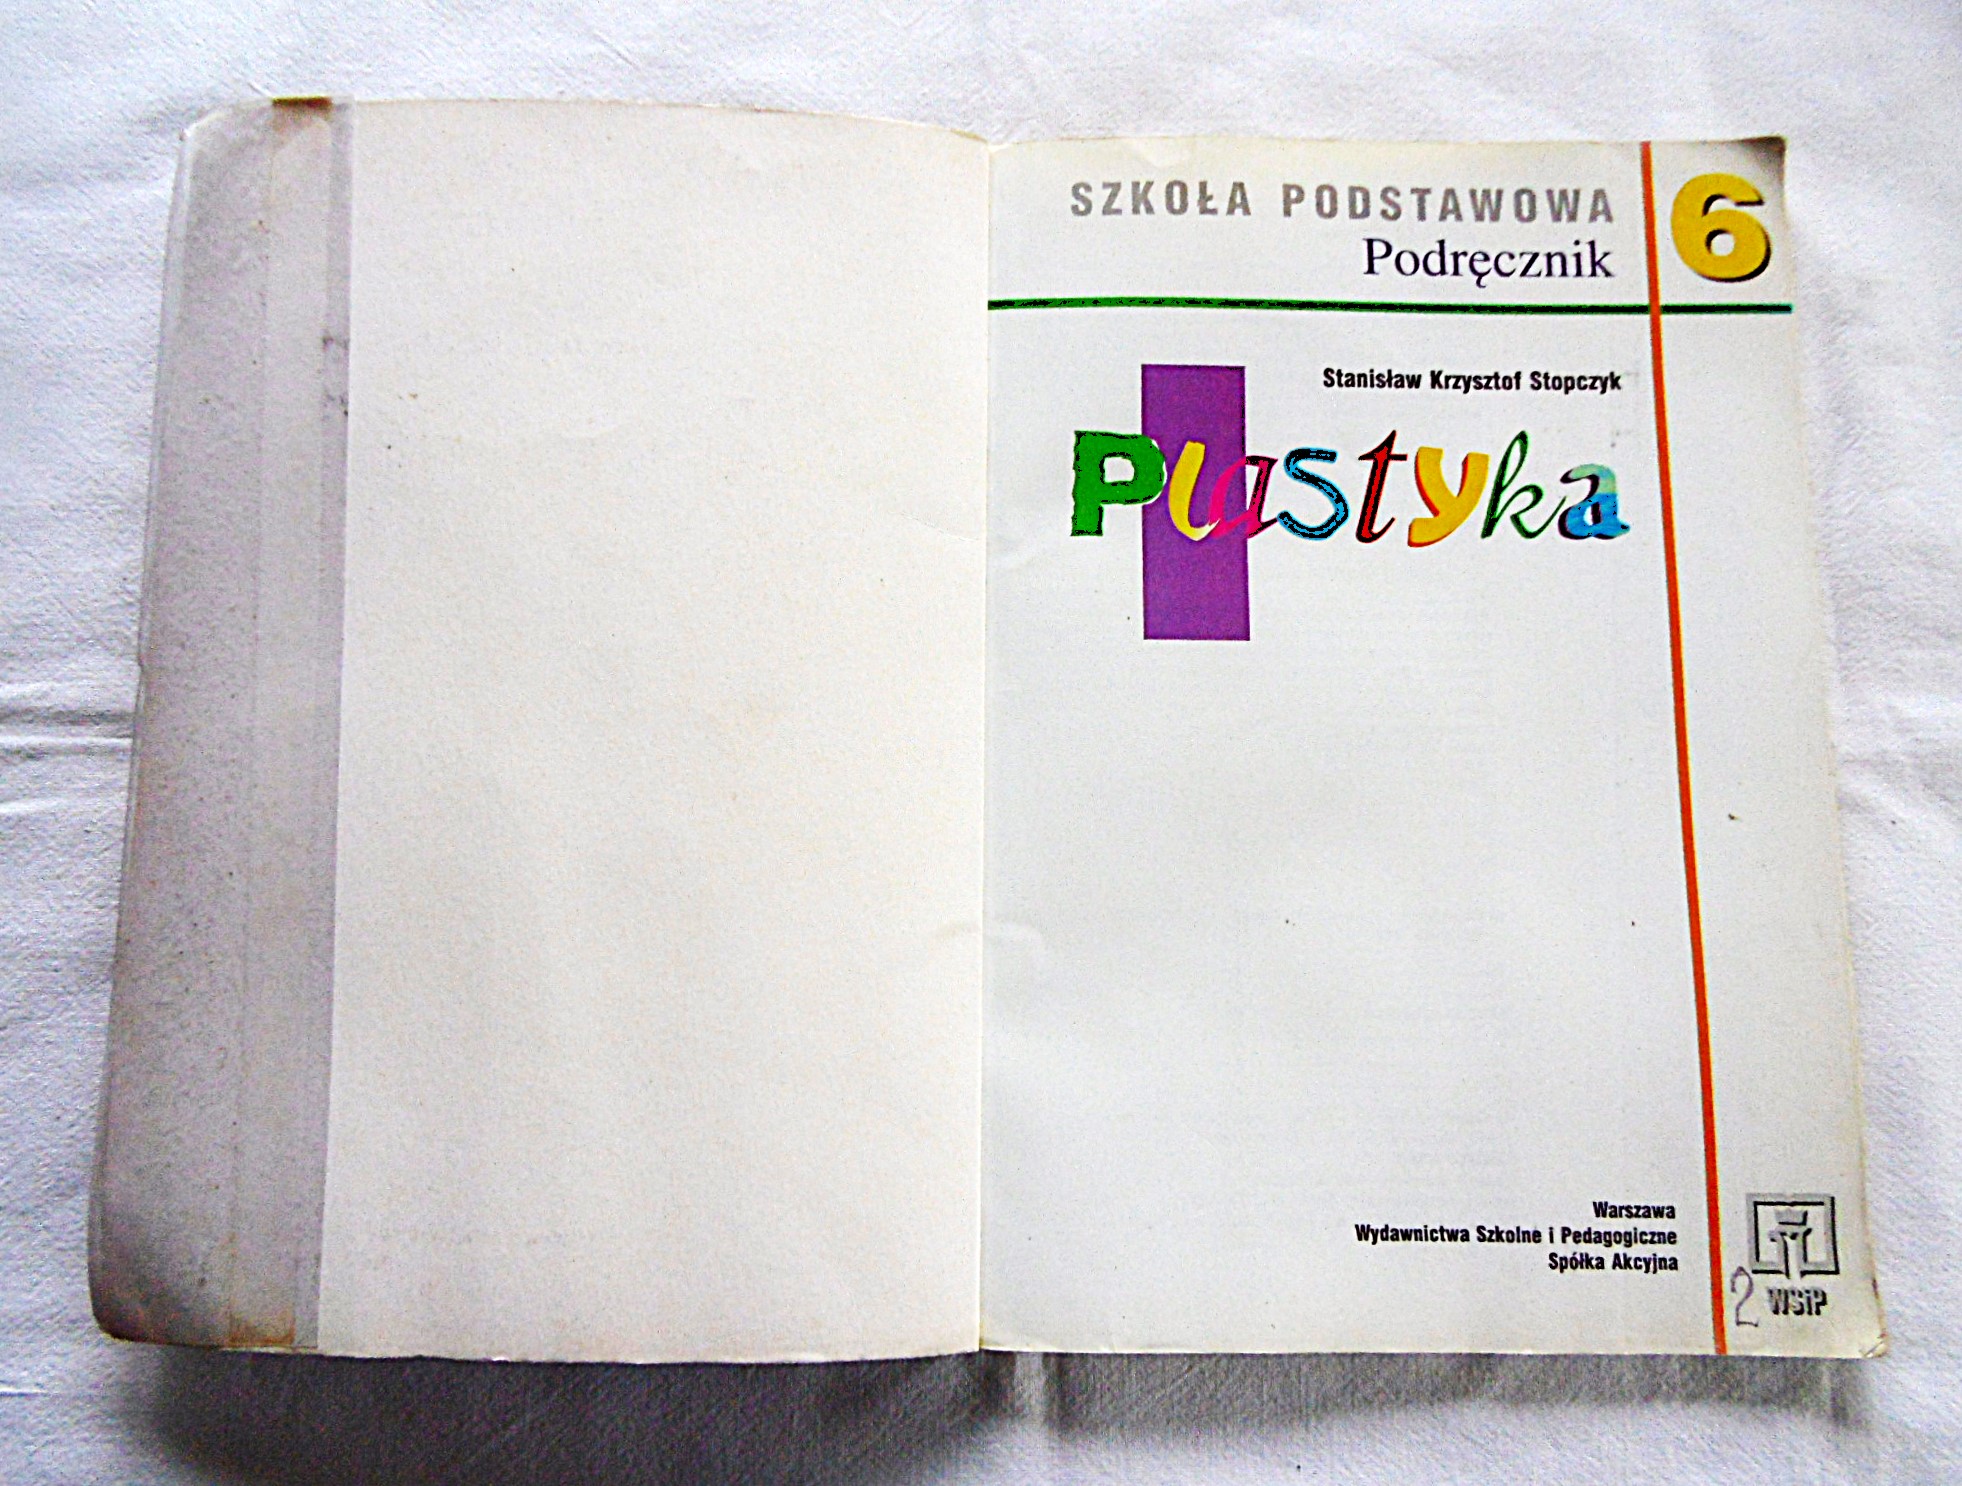 SZKOŁA PODSTAWOWA
6
Podręcznik
Stanisław Krzysztof Stopczyk
Plastyka
Warszawa
Wydawnictwa Szkolne i Pedagogiczne
Spółka Akcyjna
2
WSiP